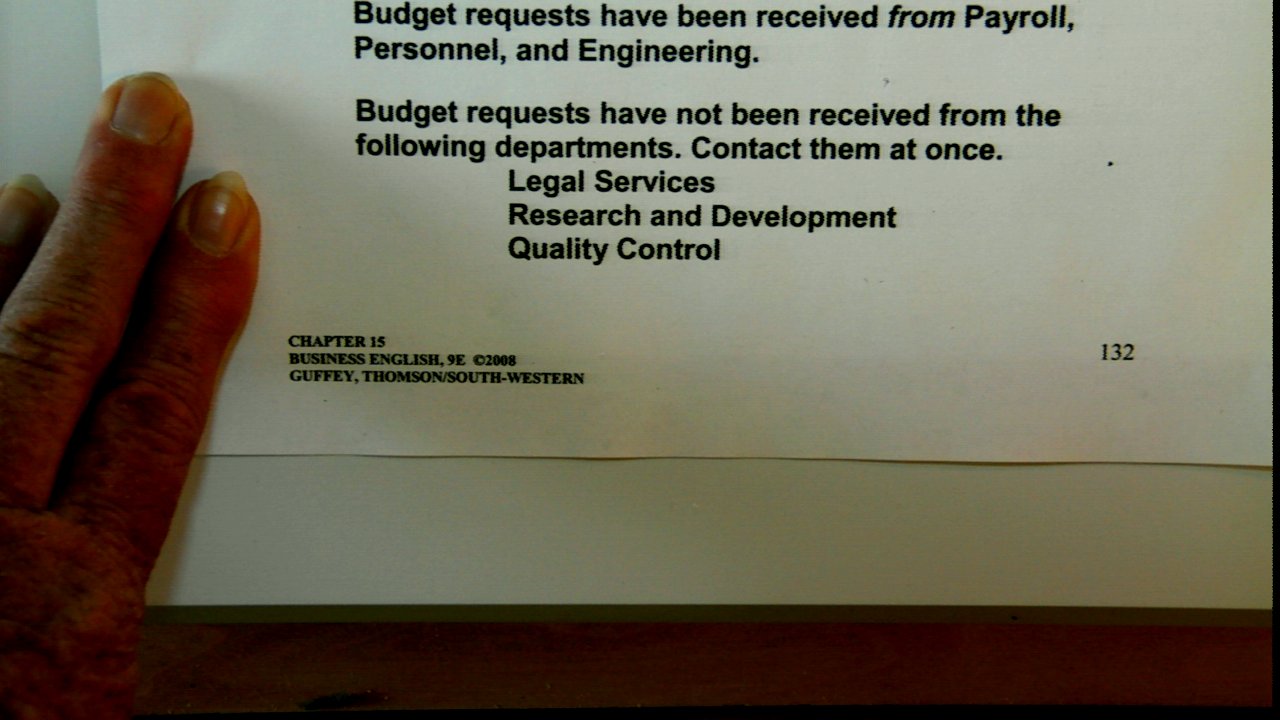 Budget requests have been received from Payroll,
Personnel, and Engineering.
Budget requests have not been received from the
following departments. Contact them at once.
Legal Services
Research and Development
Quality Control
CHAPTER 15
BUSINESS ENGLISH, 9E ©2008
GUFFEY, THOMSON/SOUTH-WESTERN
132